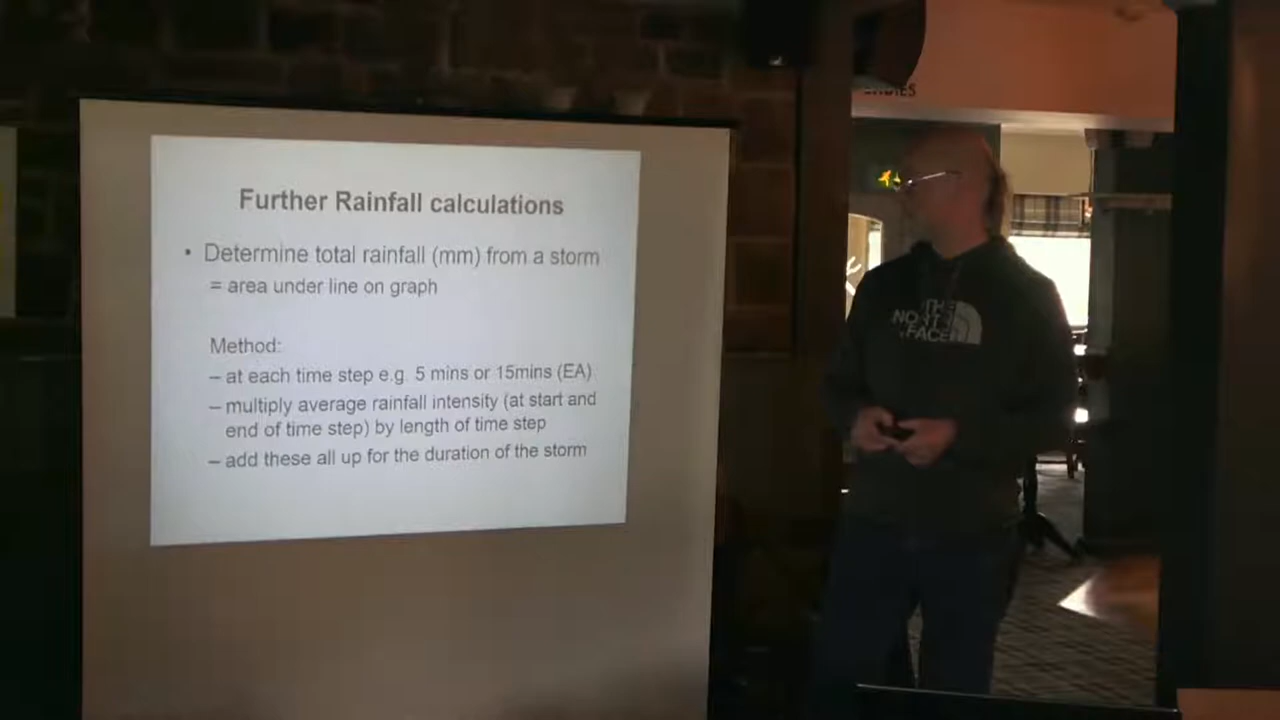 Further Rainfall calculations
• Determine total rainfall (mm) from a storm
= area under line on graph
Method:
– at each time step e.g. 5 mins or 15mins (EA)
– multiply average rainfall intensity (at start and
end of time step) by length of time step
– add these all up for the duration of the storm
LADIES
THE
NORTH
FACE